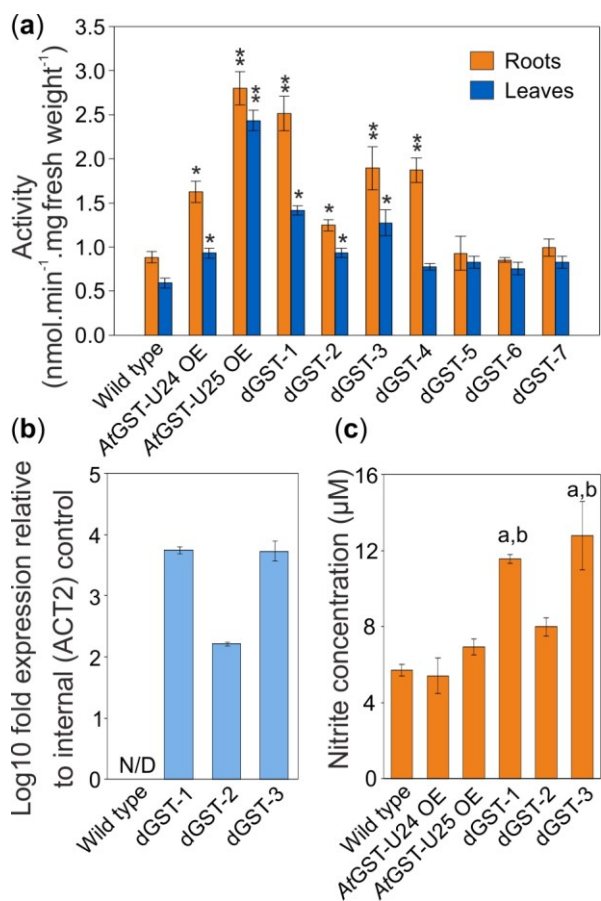 (a)
Activity
(nmol.min⁻¹.mg fresh weight⁻¹)
3.5
3.0
2.5
2.0
1.5
1.0
0.5
0.0
Roots
Leaves
*
*
**
**
**
*
*
*
**
*
**
Wild type
AtGST-U24 OE
AtGST-U25 OE
dGST-1
dGST-2
dGST-3
dGST-4
dGST-5
dGST-6
dGST-7
(b)
Log10 fold expression relative
to internal (ACT2) control
5
4
3
2
1
0
N/D
Wild type
dGST-1
dGST-2
dGST-3
(c)
Nitrite concentration (µM)
16
12
8
4
0
a,b
a,b
Wild type
AtGST-U24 OE
AtGST-U25 OE
dGST-1
dGST-2
dGST-3